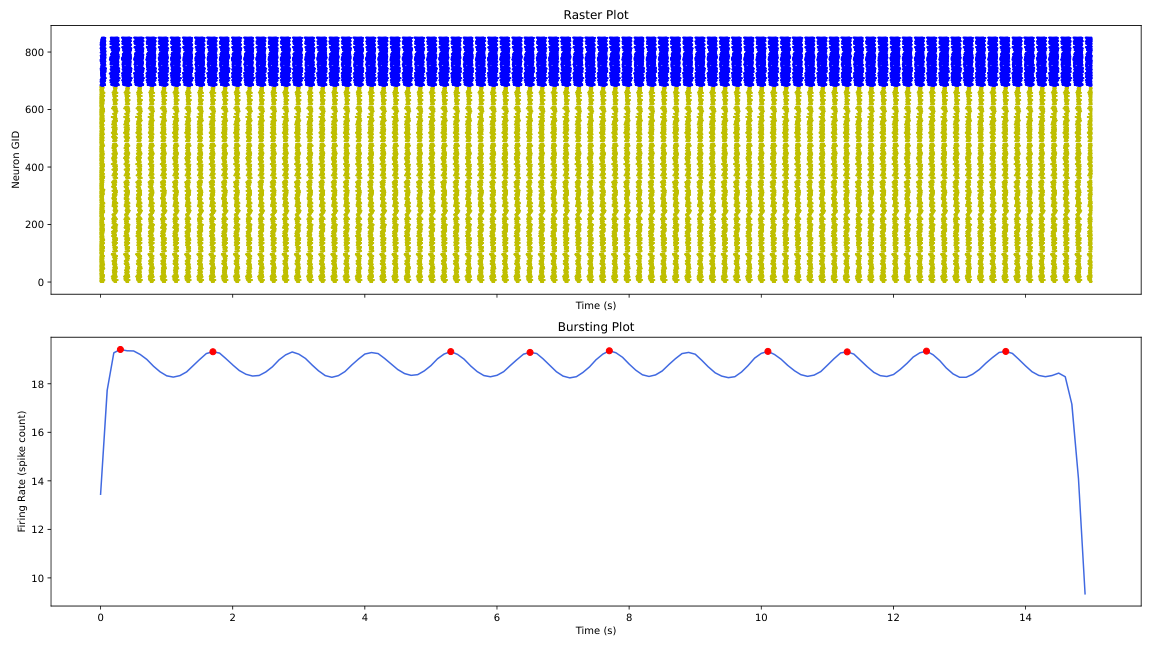 Raster Plot
Neuron GID
800
600
400
200
0
Time (s)
Bursting Plot
Firing Rate (spike count)
18
16
14
12
10
0 2 4 6 8 10 12 14
Time (s)